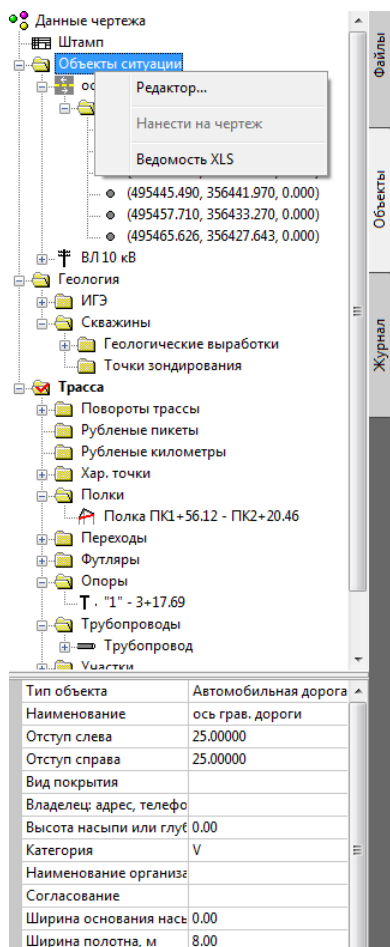 Данные чертежа
Штамп
Объекты ситуации
ос
Редактор...
Нанести на чертеж
Ведомость XLS
(495445.490, 356441.970, 0.000)
(495457.710, 356433.270, 0.000)
(495465.626, 356427.643, 0.000)
ВЛ 10 кВ
Геология
ИГЭ
Скважины
Геологические выработки
Точки зондирования
Трасса
Повороты трассы
Рубленые пикеты
Рубленые километры
Хар. точки
Полки
Полка ПК1+56.12 - ПК2+20.46
Переходы
Футляры
Опоры
"1" - 3+17.69
Трубопроводы
Трубопровод
Участки
Файлы
Объекты
Журнал
Тип объекта Автомобильная дорога
Наименование ось грав. дороги
Отступ слева 25.00000
Отступ справа 25.00000
Вид покрытия
Владелец: адрес, телефо
Высота насыпи или глуб 0.00
Категория V
Наименование организа
Согласование
Ширина основания насы 0.00
Ширина полотна, м 8.00